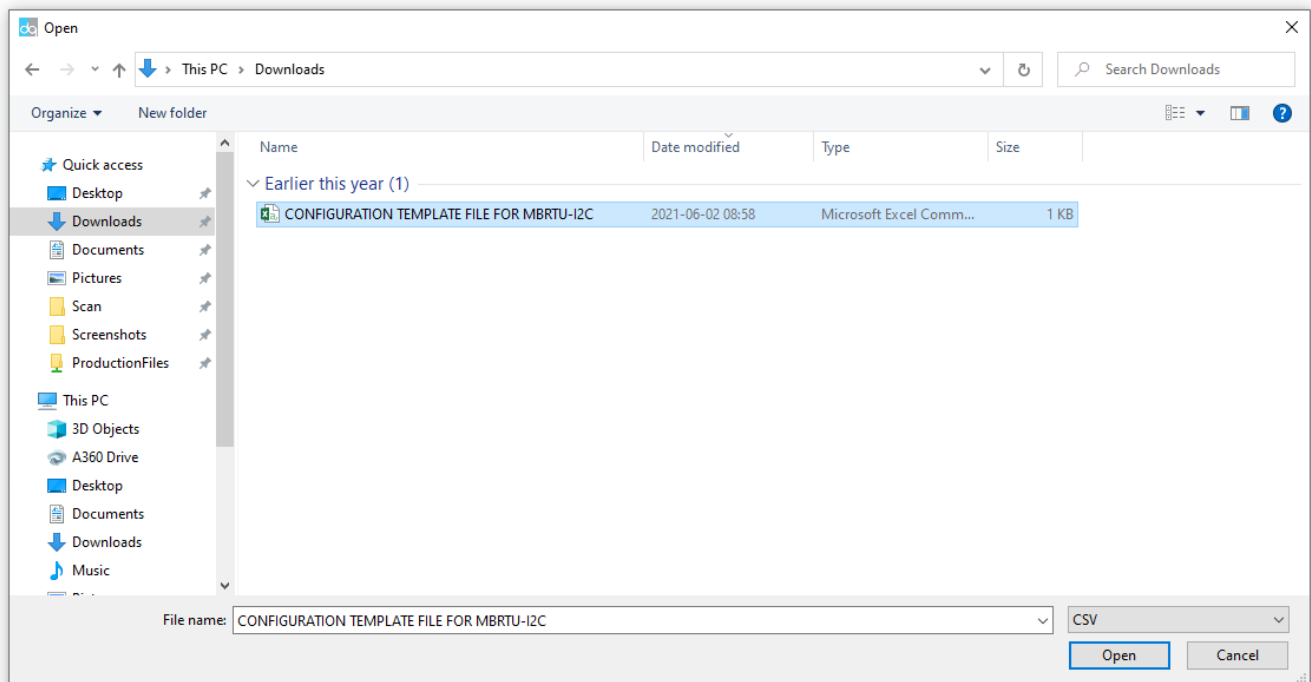 Open
This PC > Downloads
Search Downloads
Organize
New folder
Name Date modified Type Size
Quick access
Desktop
Downloads
Documents
Pictures
Scan
Screenshots
ProductionFiles
This PC
3D Objects
A360 Drive
Desktop
Documents
Downloads
Music
Earlier this year (1)
CONFIGURATION TEMPLATE FILE FOR MBRTU-I2C 2021-06-02 08:58 Microsoft Excel Comm... 1 KB
File name: CONFIGURATION TEMPLATE FILE FOR MBRTU-I2C CSV
Open Cancel